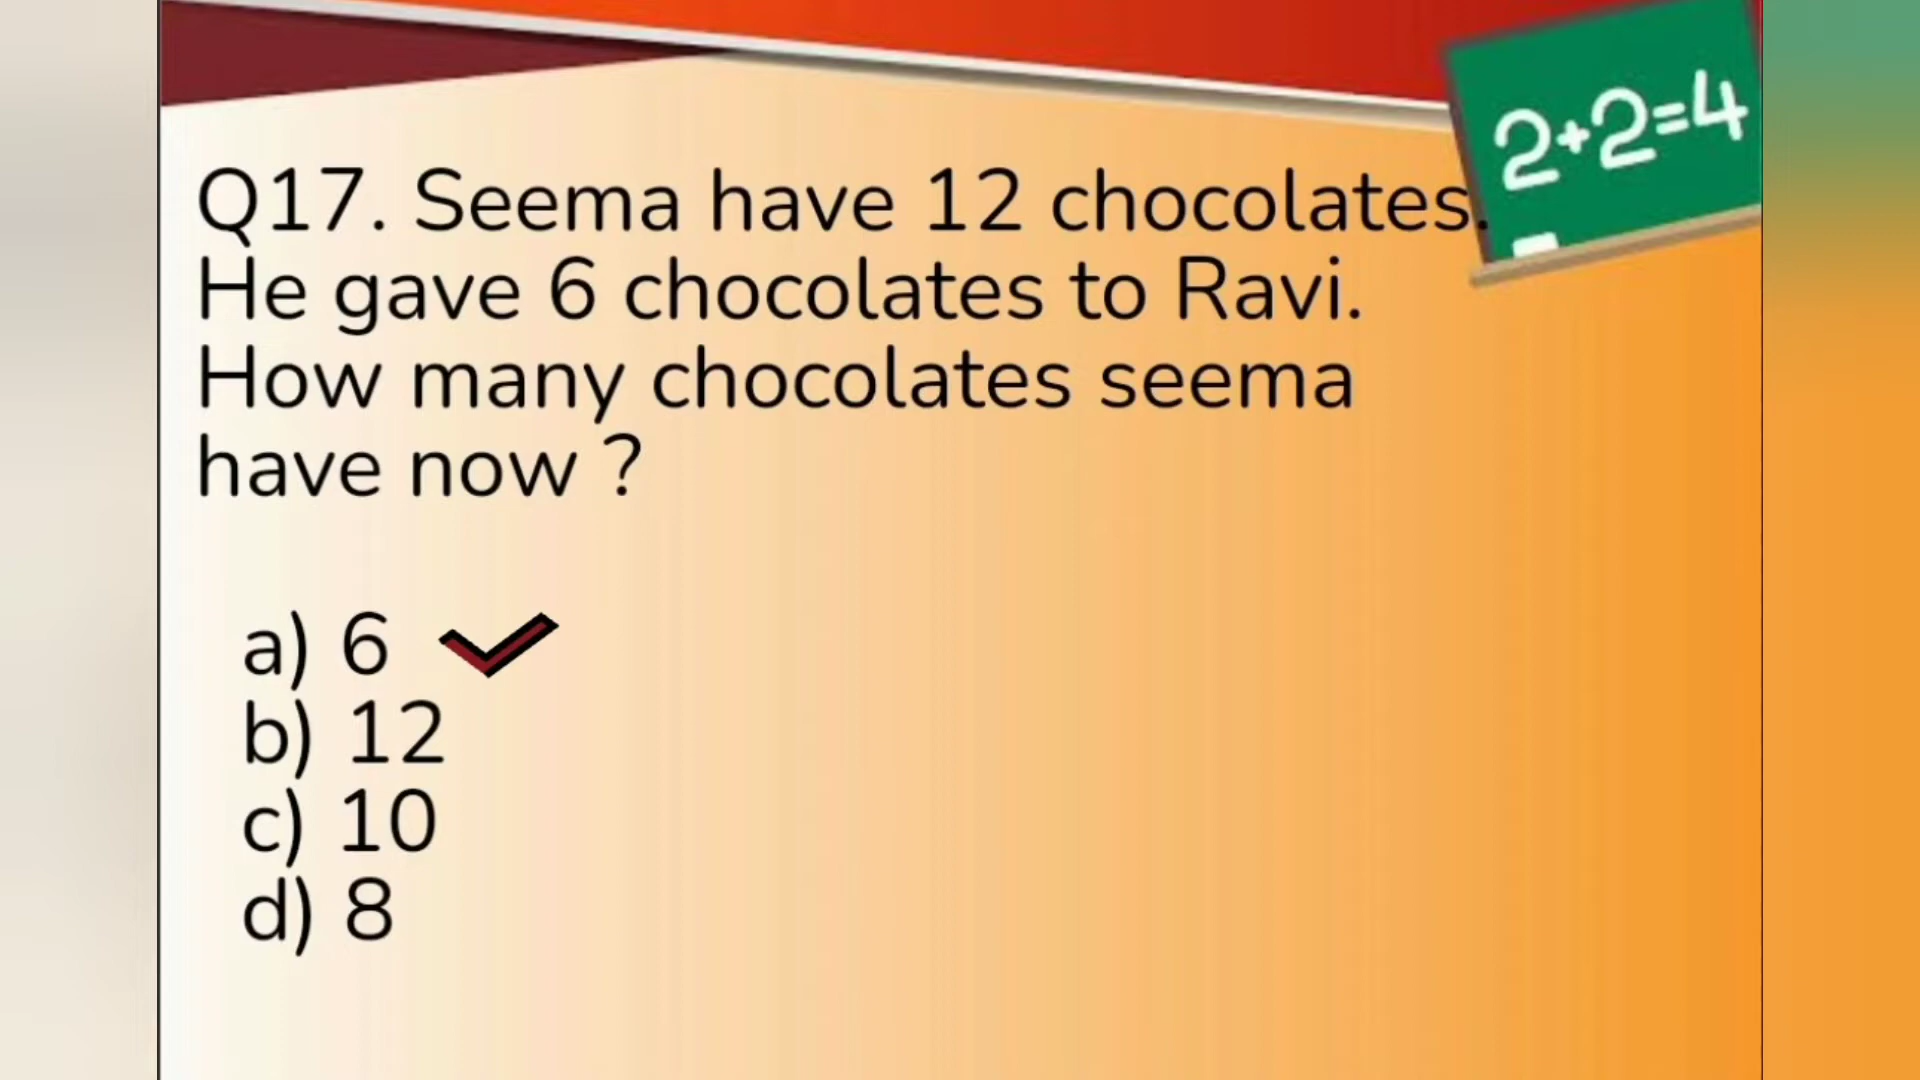 2+2=4
Q17. Seema have 12 chocolates.
He gave 6 chocolates to Ravi.
How many chocolates seema
have now ?
a) 6
b) 12
c) 10
d) 8